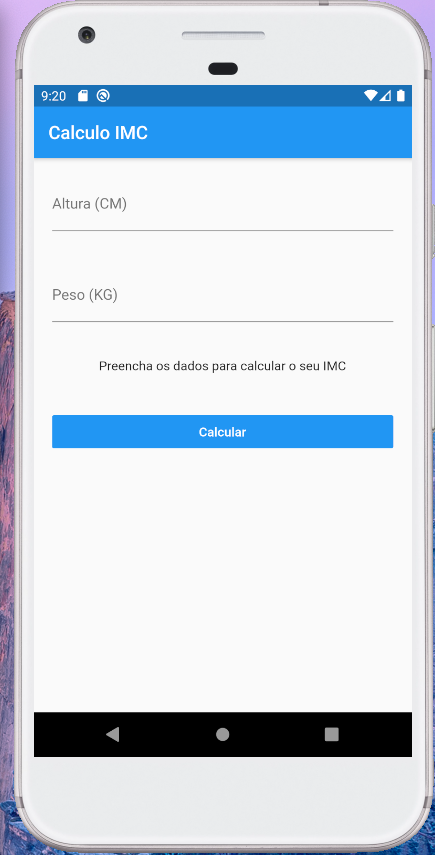 9:20
Calculo IMC
Altura (CM)
Peso (KG)
Preencha os dados para calcular o seu IMC
Calcular